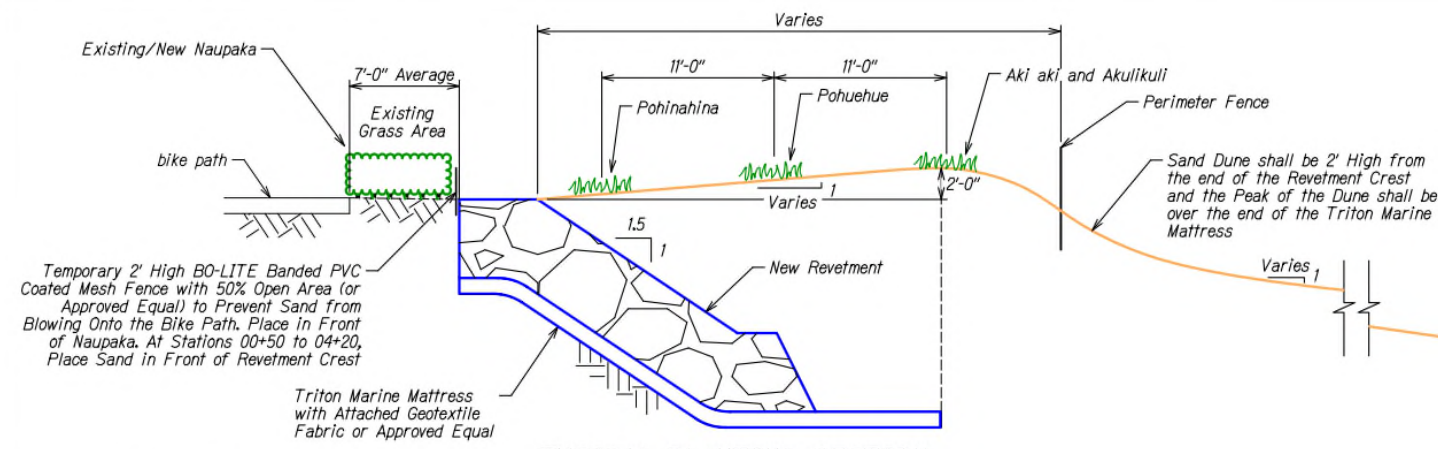 Varies
Existing/New Naupaka
7'-0" Average
11'-0"
11'-0"
Aki aki and Akulikuli
Pohinahina
Pohuehue
Perimeter Fence
Existing
Grass Area
bike path
Sand Dune shall be 2' High from
the end of the Revetment Crest
and the Peak of the Dune shall be
over the end of the Triton Marine
Mattress
1
Varies
2'-0"
1.5
1
New Revetment
Varies
1
Temporary 2' High BO-LITE Banded PVC
Coated Mesh Fence with 50% Open Area (or
Approved Equal) to Prevent Sand from
Blowing Onto the Bike Path. Place in Front
of Naupaka. At Stations 00+50 to 04+20,
Place Sand in Front of Revetment Crest
Triton Marine Mattress
with Attached Geotextile
Fabric or Approved Equal